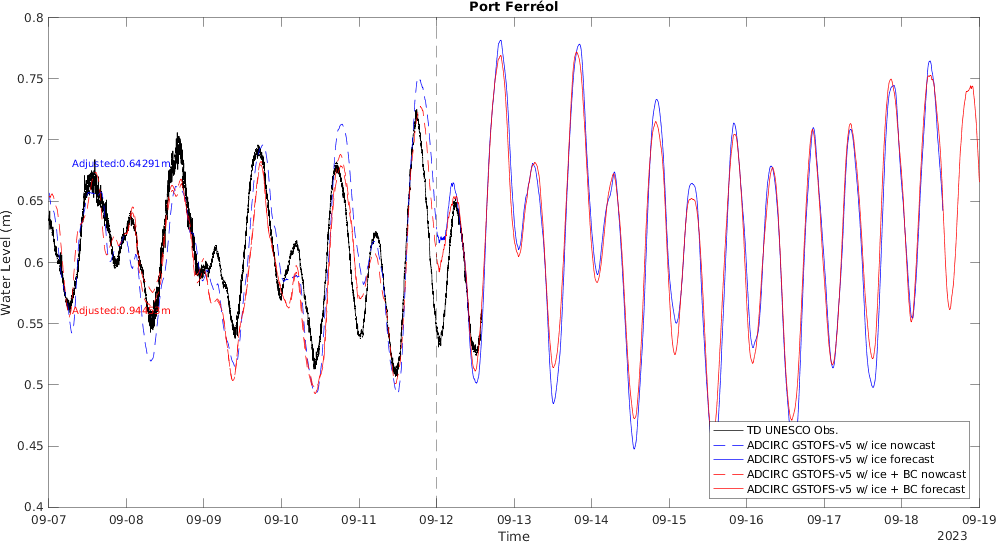 Port Ferréol
Water Level (m)
0.8
0.75
0.7
0.65
0.6
0.55
0.5
0.45
0.4
Adjusted:0.64291m
TD UNESCO Obs.
ADCIRC GSTOFS-v5 w/ ice nowcast
ADCIRC GSTOFS-v5 w/ ice forecast
ADCIRC GSTOFS-v5 w/ ice + BC nowcast
ADCIRC GSTOFS-v5 w/ ice + BC forecast
09-07 09-08 09-09 09-10 09-11 09-12 09-13 09-14 09-15 09-16 09-17 09-18 09-19
Time
2023